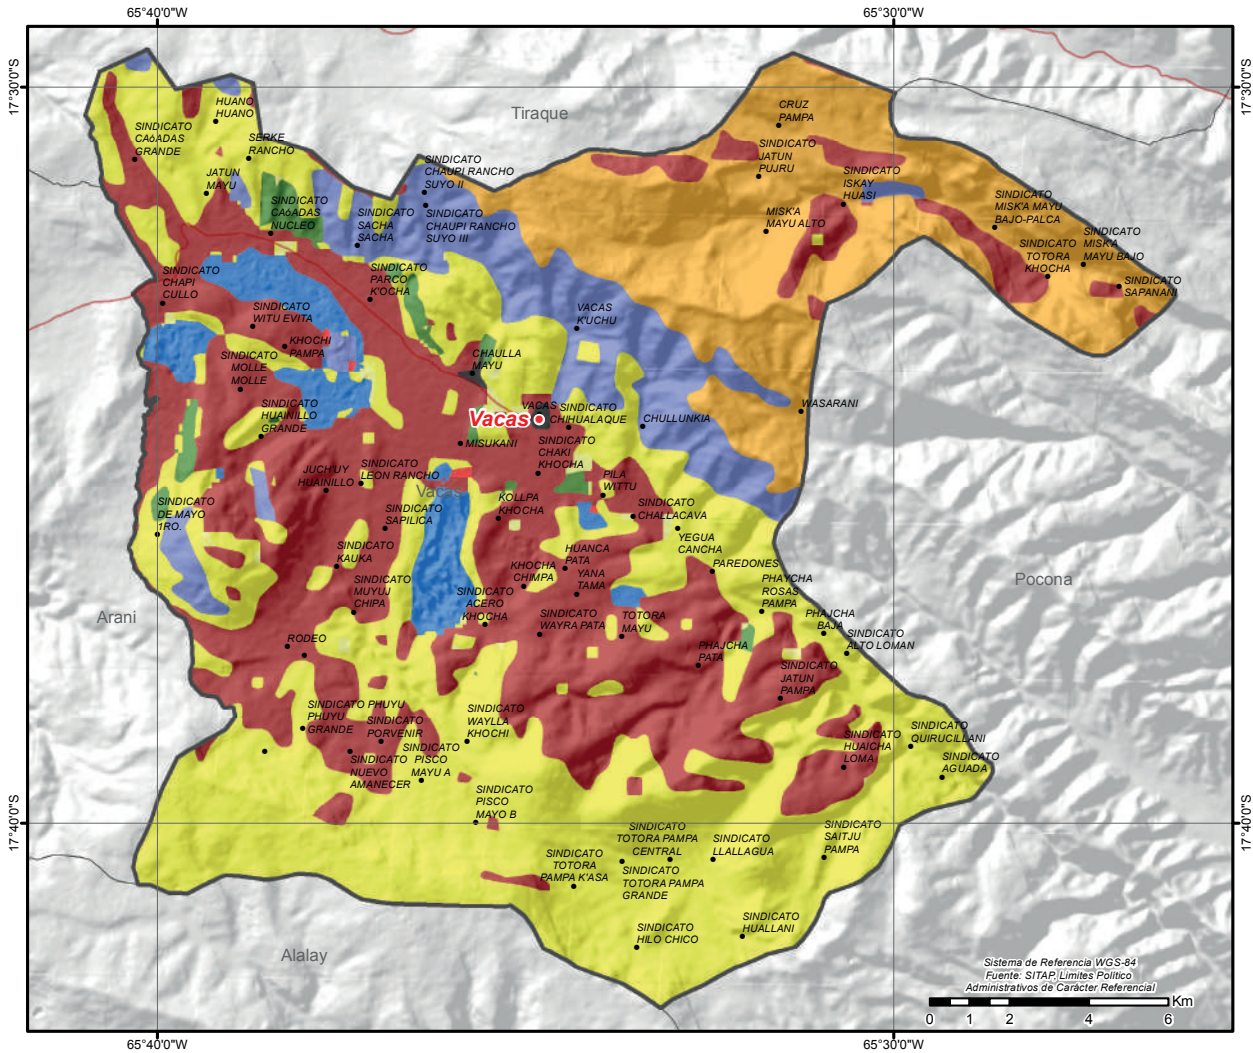 65°40'0"W
65°30'0"W
17°30'0"S
17°30'0"S
Tiraque
HUANO
HUANO
SINDICATO
CAóADAS
GRANDE
SERKE
RANCHO
JATUN
MAYU
SINDICATO
CAóADAS
NUCLEO
SINDICATO
SACHA
SACHA
SINDICATO
CHAUPI RANCHO
SUYO II
SINDICATO
CHAUPI RANCHO
SUYO III
CRUZ
PAMPA
SINDICATO
JATUN
PUJRU
SINDICATO
ISKAY
HUASI
MISK'A
MAYU ALTO
SINDICATO
MISK'A MAYU
BAJO-PALCA
SINDICATO
TOTORA
KHOCHA
SINDICATO
MISK'A
MAYU BAJO
SINDICATO
SAPANANI
SINDICATO
CHAPI
CULLO
SINDICATO
PARCO
K'OCHA
SINDICATO
WITU EVITA
KHOCHI
PAMPA
VACAS
K'UCHU
SINDICATO
MOLLE
MOLLE
CHAULLA
MAYU
SINDICATO
HUAINILLO
GRANDE
VACAS
Vacas
SINDICATO
CHIHUALAQUE
CHULLUNKIA
WASARANI
MISUKANI
SINDICATO
CHAKI
KHOCHA
JUCH'UY
HUAINILLO
SINDICATO
LEON RANCHO
Vacas
PILA
WITTU
KOLLPA
KHOCHA
SINDICATO
DE MAYO
1RO.
SINDICATO
SAPILICA
SINDICATO
CHALLACAVA
YEGUA
CANCHA
SINDICATO
KAUKA
HUANCA
PATA
KHOCHA
CHIMPA
YANA
TAMA
PAREDONES
SINDICATO
MUYUJ
CHIPA
SINDICATO
ACERO
KHOCHA
PHAYCHA
ROSAS
PAMPA
Pocona
Arani
SINDICATO
WAYRA PATA
TOTORA
MAYU
PHAJCHA
BAJA
SINDICATO
ALTO LOMAN
RODEO
PHAJCHA
PATA
SINDICATO
JATUN
PAMPA
SINDICATO PHUYU
PHUYU
GRANDE
SINDICATO
PORVENIR
SINDICATO
WAYLLA
KHOCHI
SINDICATO
NUEVO
AMANECER
SINDICATO
PISCO
MAYU A
SINDICATO
HUAICHA
LOMA
SINDICATO
QUIRUCILLANI
SINDICATO
AGUADA
SINDICATO
PISCO
MAYO B
17°40'0"S
17°40'0"S
SINDICATO
TOTORA PAMPA
CENTRAL
SINDICATO
LLALLAGUA
SINDICATO
SAITJU
PAMPA
SINDICATO
TOTORA
PAMPA K'ASA
SINDICATO
TOTORA PAMPA
GRANDE
SINDICATO
HILO CHICO
SINDICATO
HUALLANI
Alalay
Sistema de Referencia WGS-84
Fuente: SITAP, Limites Político
Administrativos de Carácter Referencial
Km
0 1 2 4 6
65°40'0"W
65°30'0"W